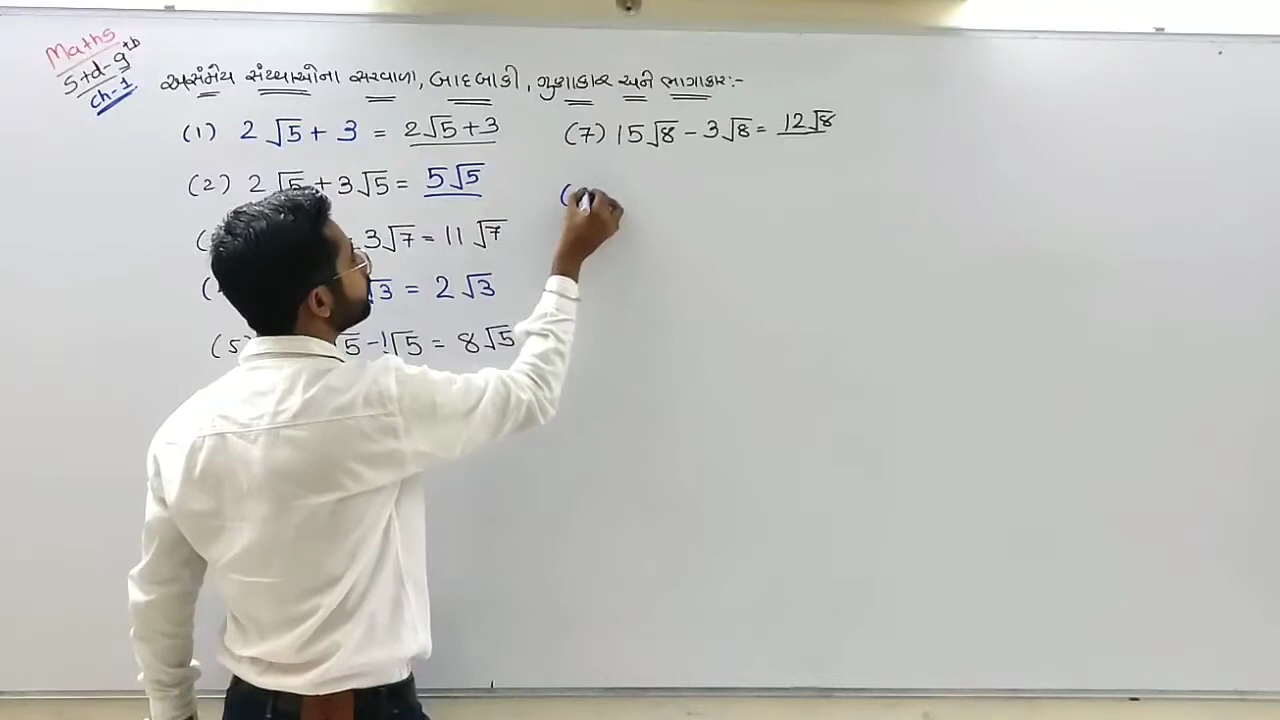 Maths
Std-9th
ch-1
અસંમેય સંખ્યાઓના સરવાળા, બાદબાકી, ગુણાકાર અને ભાગાકાર:-
(1) 2√5 + 3 = 2√5+3
(2) 2√5 + 3√5 = 5√5
( 3√7 = 11√7
( √3 = 2√3
(5) √5 - 1√5 = 8√5
(7) 15√8 - 3√8 = 12√8
(